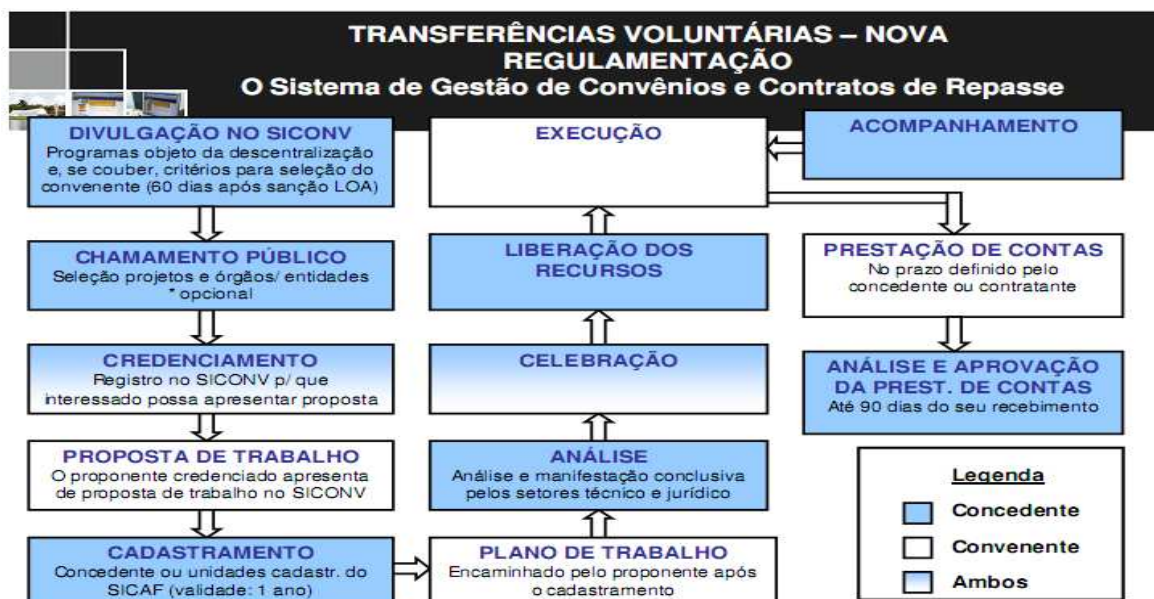 TRANSFERÊNCIAS VOLUNTÁRIAS – NOVA
REGULAMENTAÇÃO
O Sistema de Gestão de Convênios e Contratos de Repasse
DIVULGAÇÃO NO SICONV
Programas objeto da descentralização
e, se couber, critérios para seleção do
convenente (60 dias após sanção LOA)
CHAMAMENTO PÚBLICO
Seleção projetos e órgãos/ entidades
* opcional
CREDENCIAMENTO
Registro no SICONV p/ que
interessado possa apresentar proposta
PROPOSTA DE TRABALHO
O proponente credenciado apresenta
de proposta de trabalho no SICONV
CADASTRAMENTO
Concedente ou unidades cadastr. do
SICAF (validade: 1 ano)
PLANO DE TRABALHO
Encaminhado pelo proponente após
o cadastramento
ANÁLISE
Análise e manifestação conclusiva
pelos setores técnico e jurídico
CELEBRAÇÃO
LIBERAÇÃO DOS
RECURSOS
EXECUÇÃO
ACOMPANHAMENTO
PRESTAÇÃO DE CONTAS
No prazo definido pelo
concedente ou contratante
ANÁLISE E APROVAÇÃO
DA PREST. DE CONTAS
Até 90 dias do seu recebimento
Legenda
Concedente
Convenente
Ambos